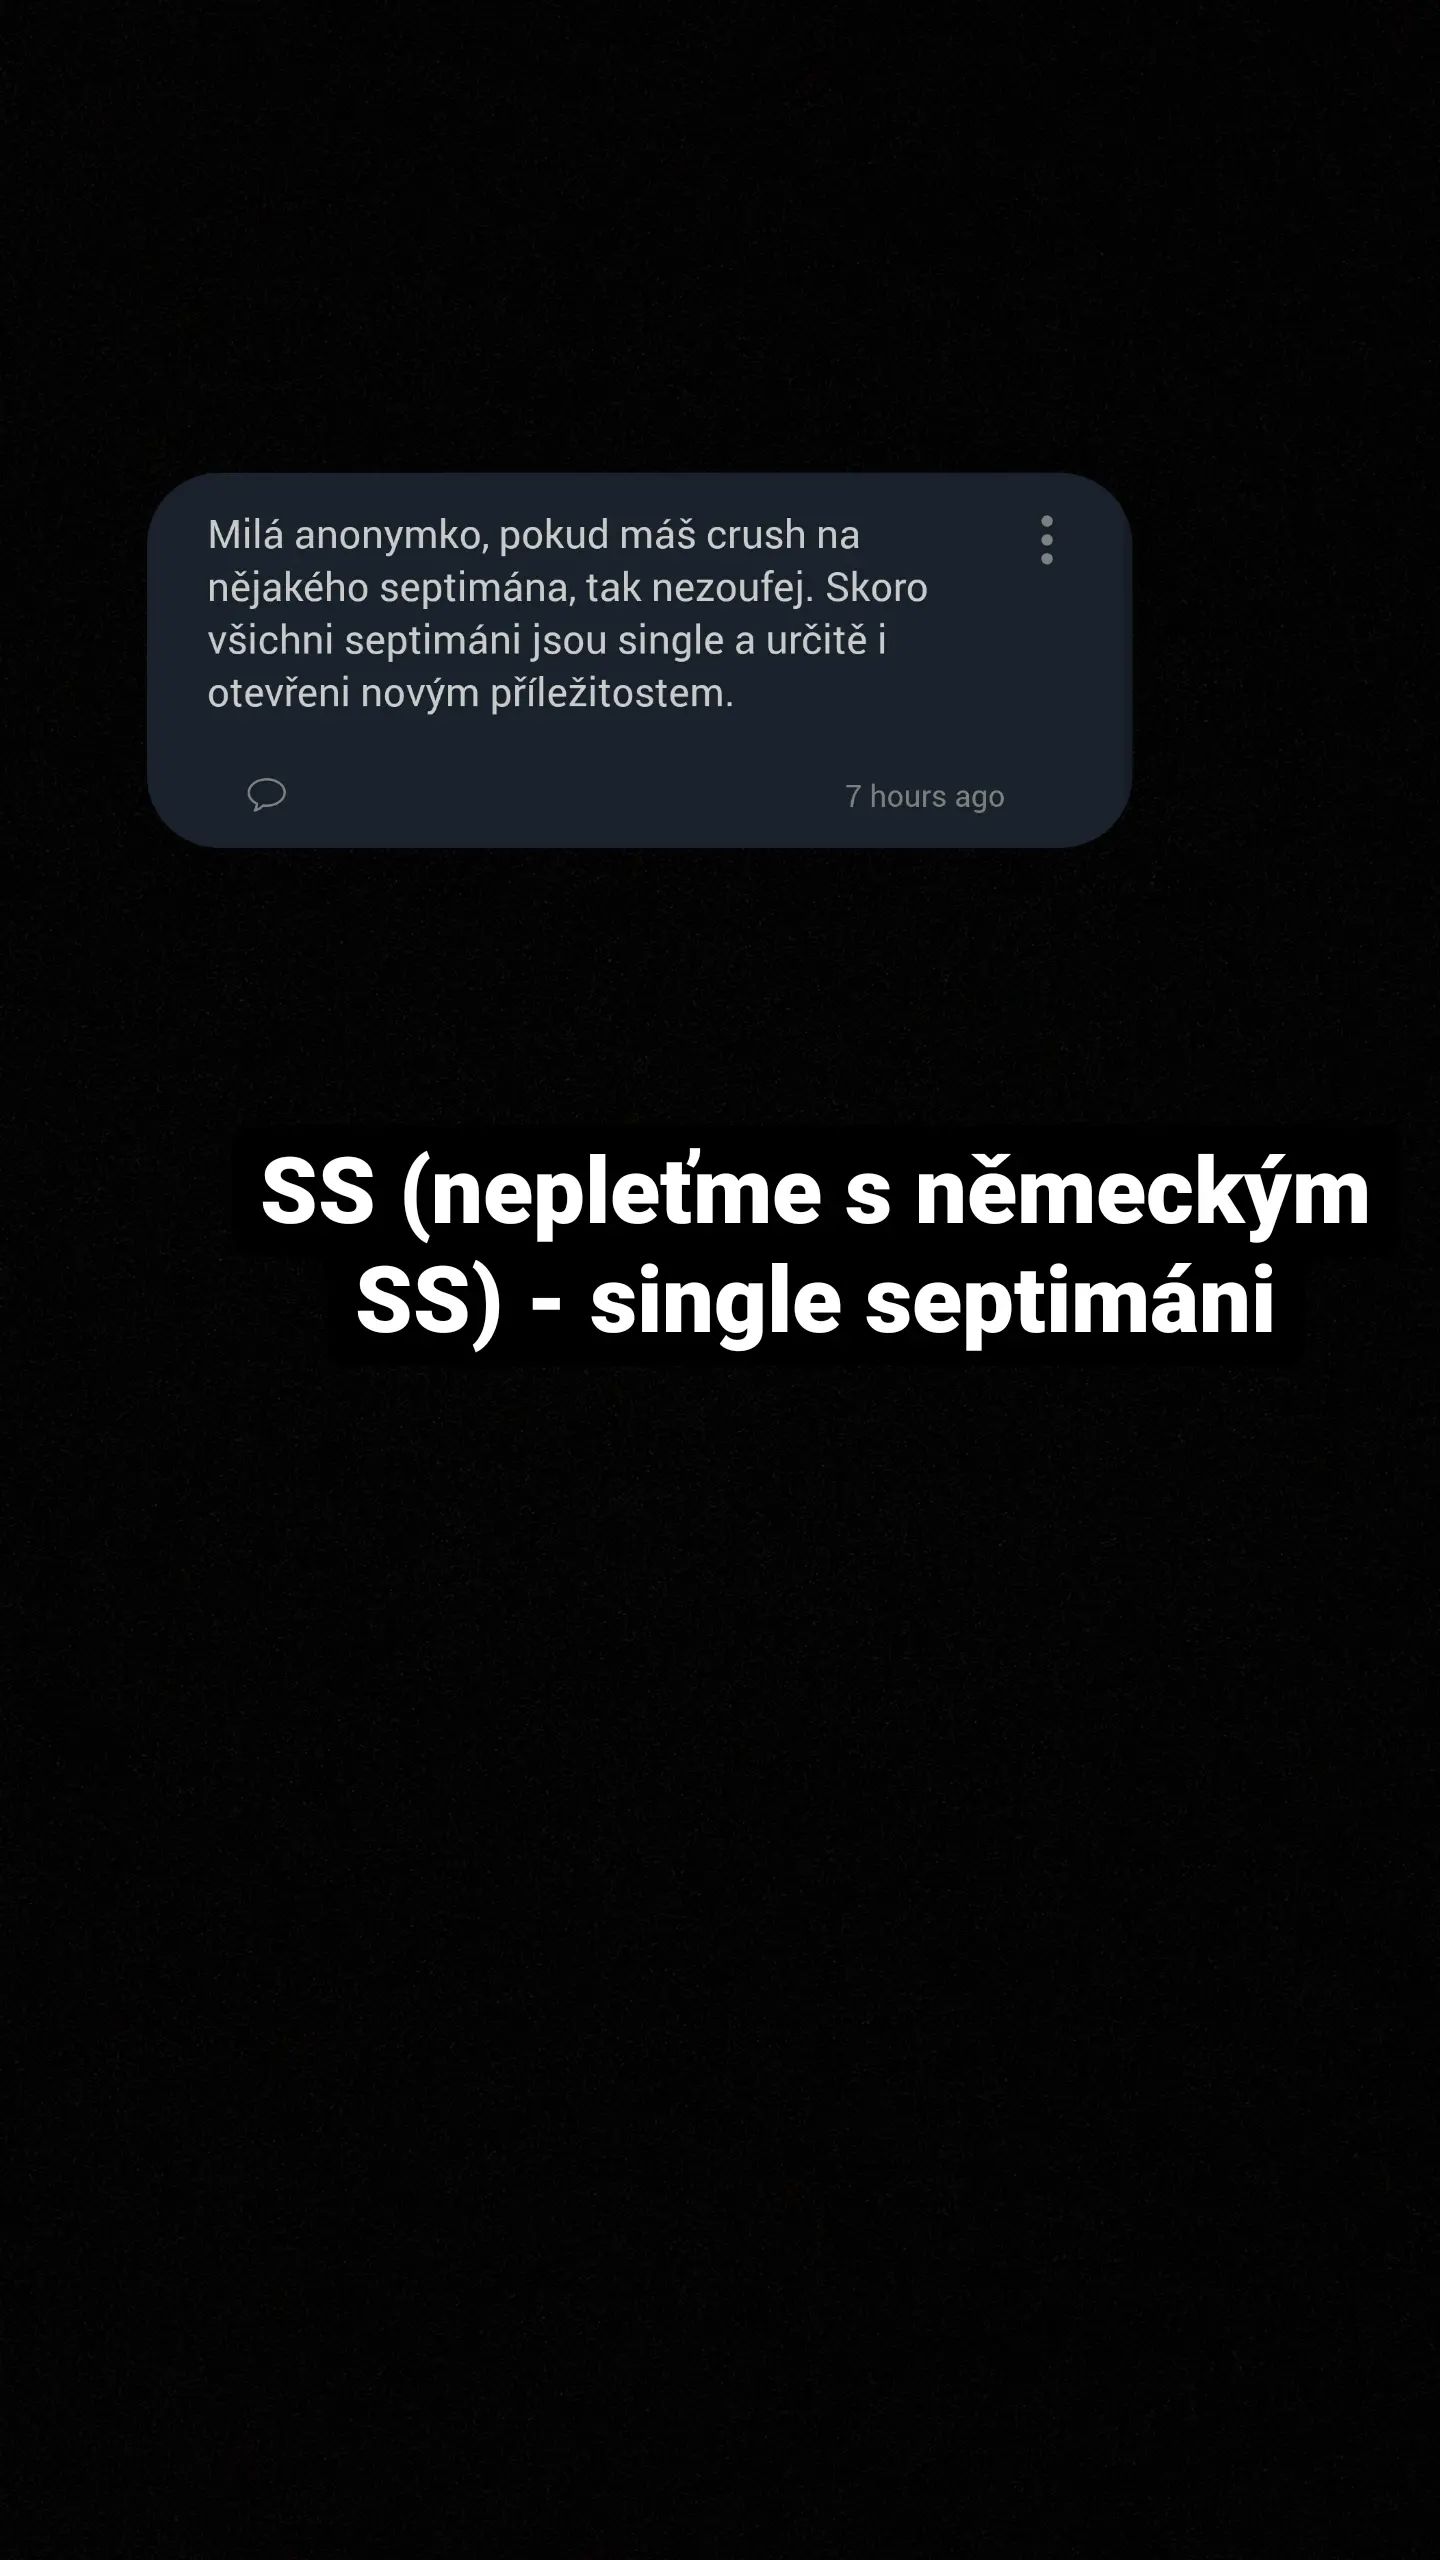 Milá anonymko, pokud máš crush na
nějakého septimána, tak nezoufej. Skoro
všichni septimáni jsou single a určitě i
otevřeni novým příležitostem.
7 hours ago
SS (nepleťme s německým
SS) - single septimáni